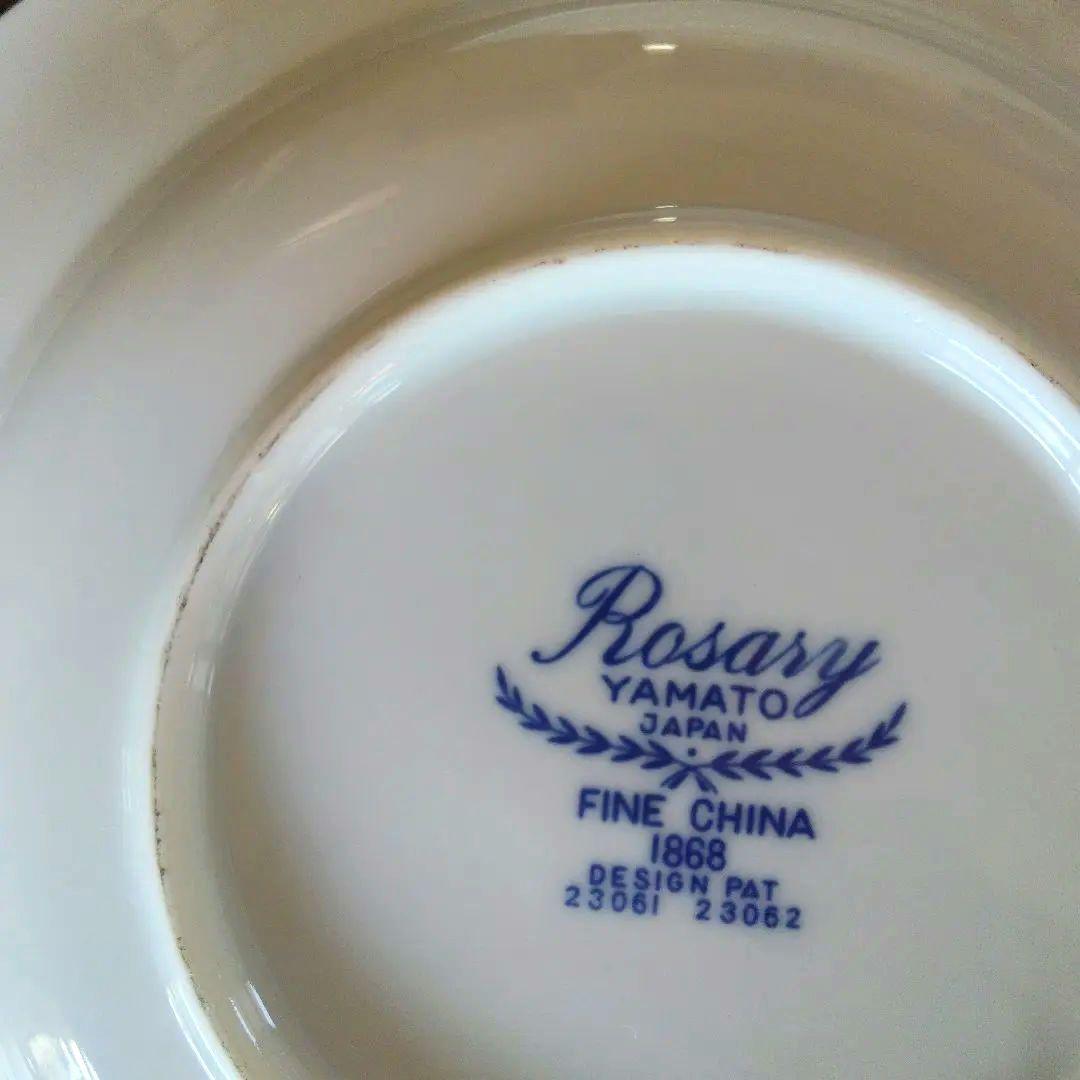 Rosary
YAMATO
JAPAN
FINE CHINA
1868
DESIGN PAT
23061 23062